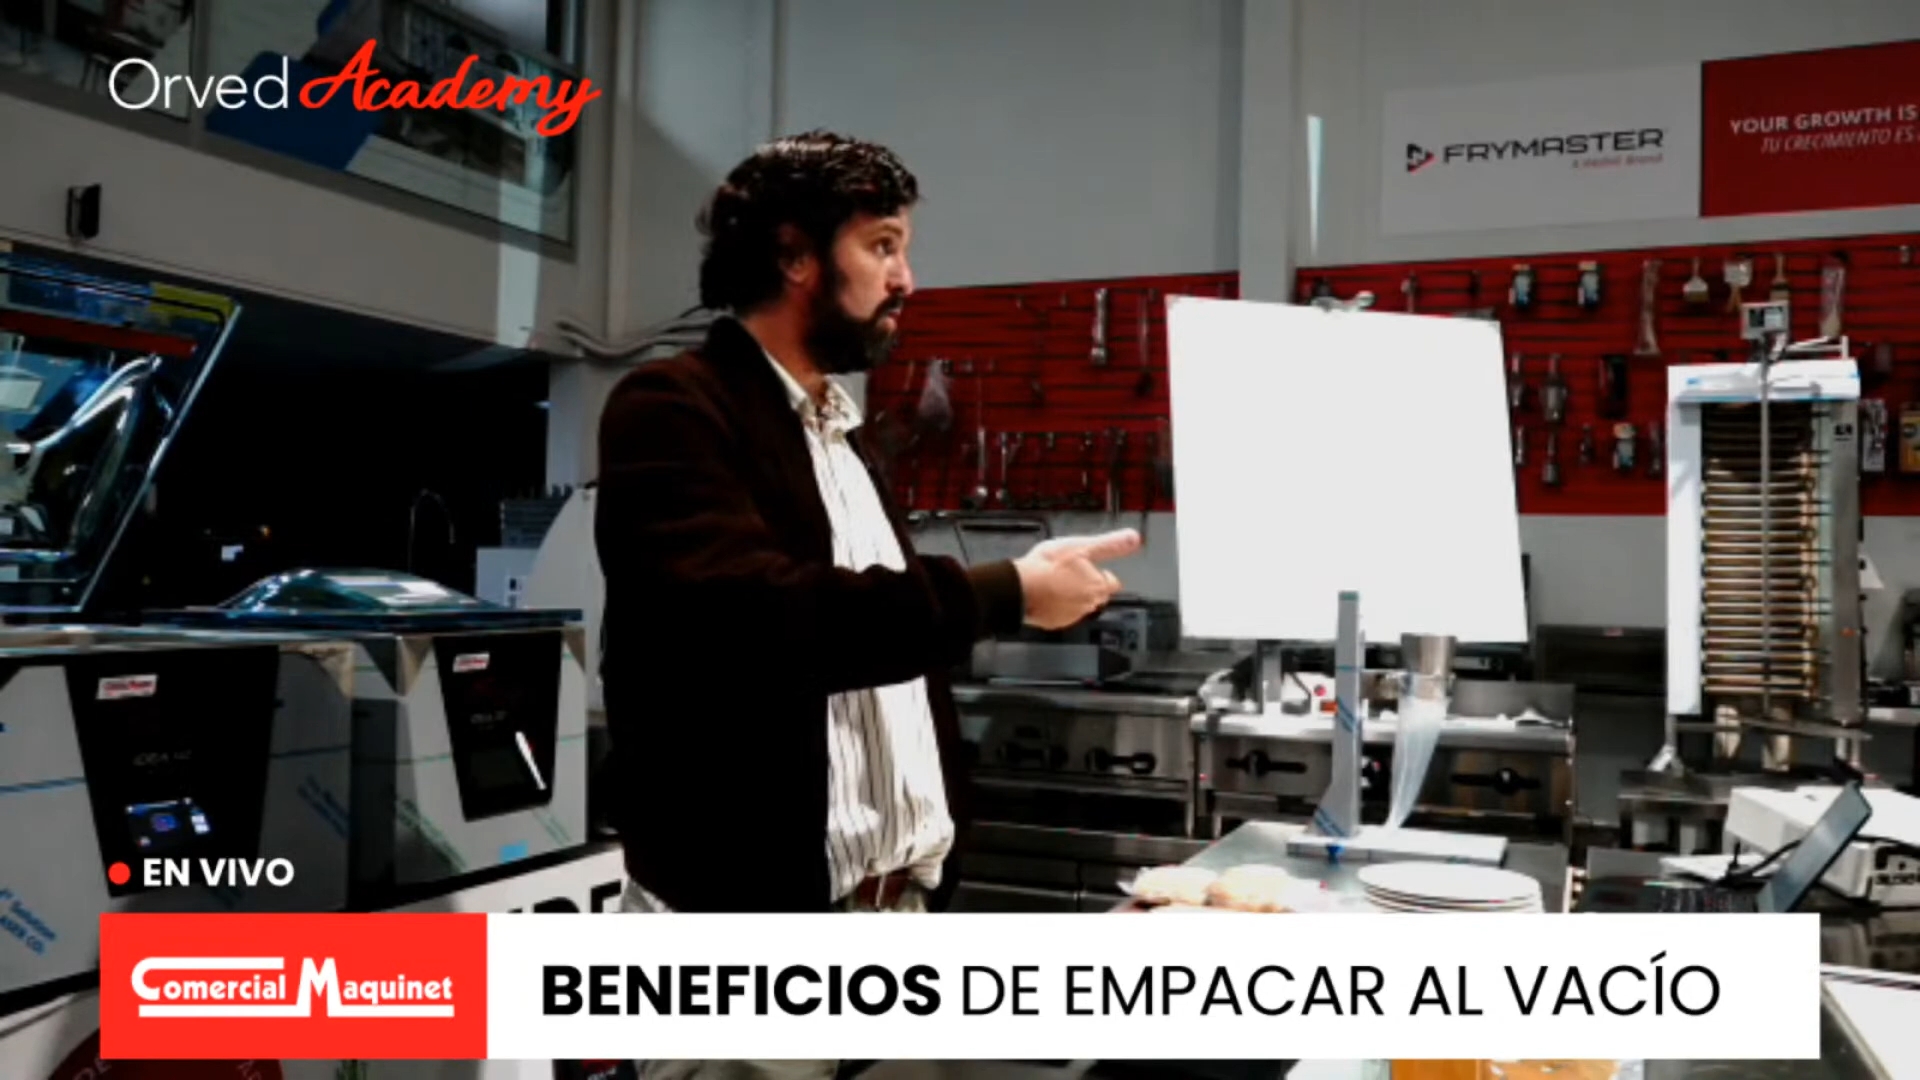 Orved Academy
FRYMASTER
YOUR GROWTH IS
TU CRECIMIENTO ES
EN VIVO
Comercial Maquinet
BENEFICIOS DE EMPACAR AL VACÍO